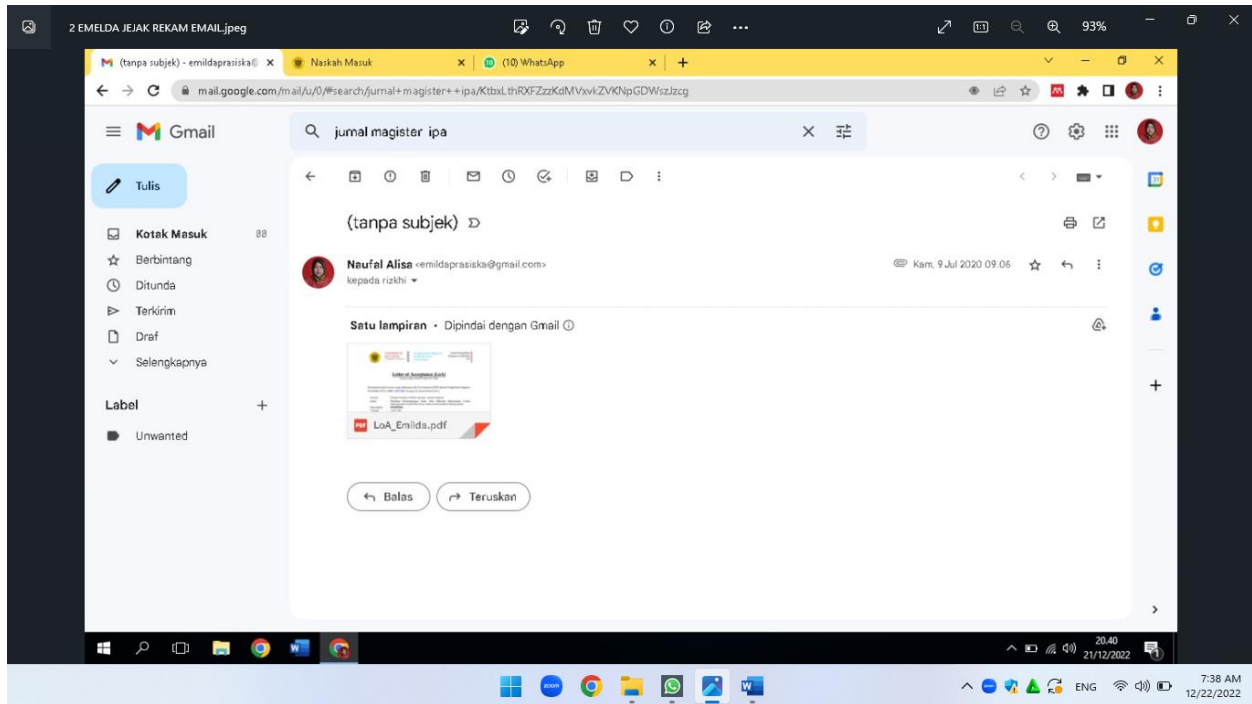 2 EMELDA JEJAK REKAM EMAIL.jpeg
93%
(tanpa subjek) - emildaprasiska@
Naskah Masuk
(10) WhatsApp
mail.google.com/mail/u/0/#search/jurnal+magister++ipa/KtbxLthRXFZzzKdMVxvkZVKNpGDWszJzcg
Gmail
jurnal magister ipa
Tulis
(tanpa subjek)
Kotak Masuk 88
Berbintang
Naufal Alisa <emildaprasiska@gmail.com>
Kam, 9 Jul 2020 09.06
kepada rizkhi
Ditunda
Terkirim
Satu lampiran • Dipindai dengan Gmail
Draf
Selengkapnya
Letter of Acceptance (LoA)
Label
PDF LoA_Emilda.pdf
Unwanted
Balas
Teruskan
20.40
21/12/2022
zoom
ENG
7:38 AM
12/22/2022